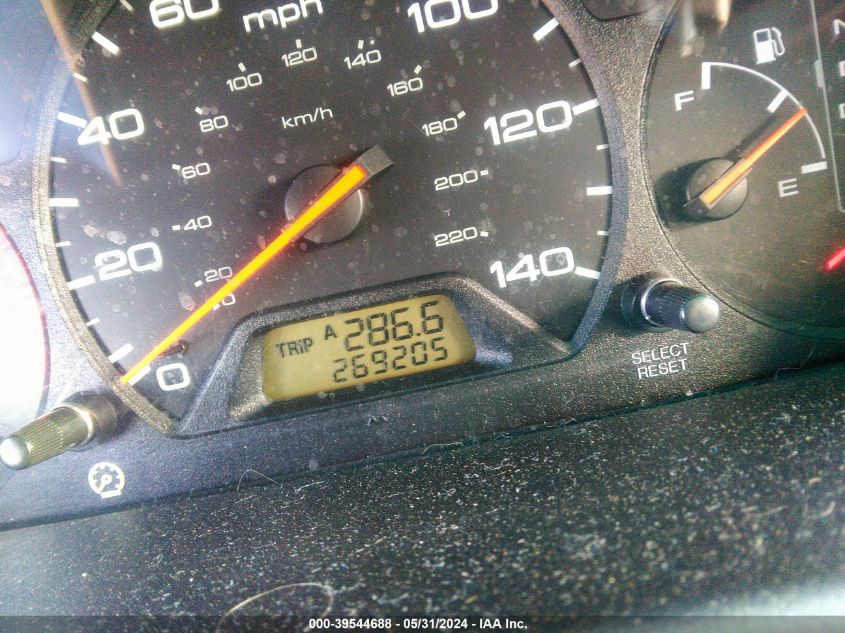 60 mph 100
40 120
20 140
0
100 120 140
80 km/h 160
60 180
40 200
20 220
TRIP A 286.6
269205
F
E
SELECT
RESET
000-39544688 - 05/31/2024 - IAA Inc.